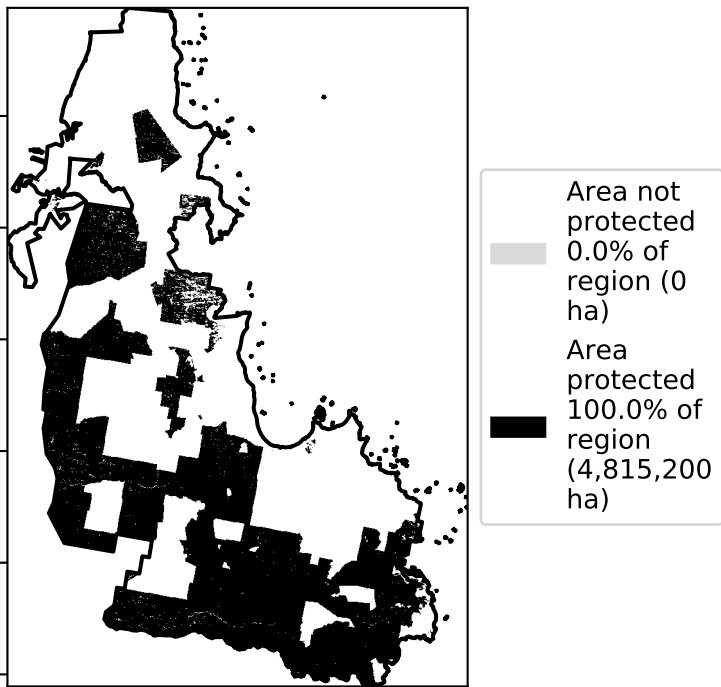 Area not
protected
0.0% of
region (0
ha)
Area
protected
100.0% of
region
(4,815,200
ha)